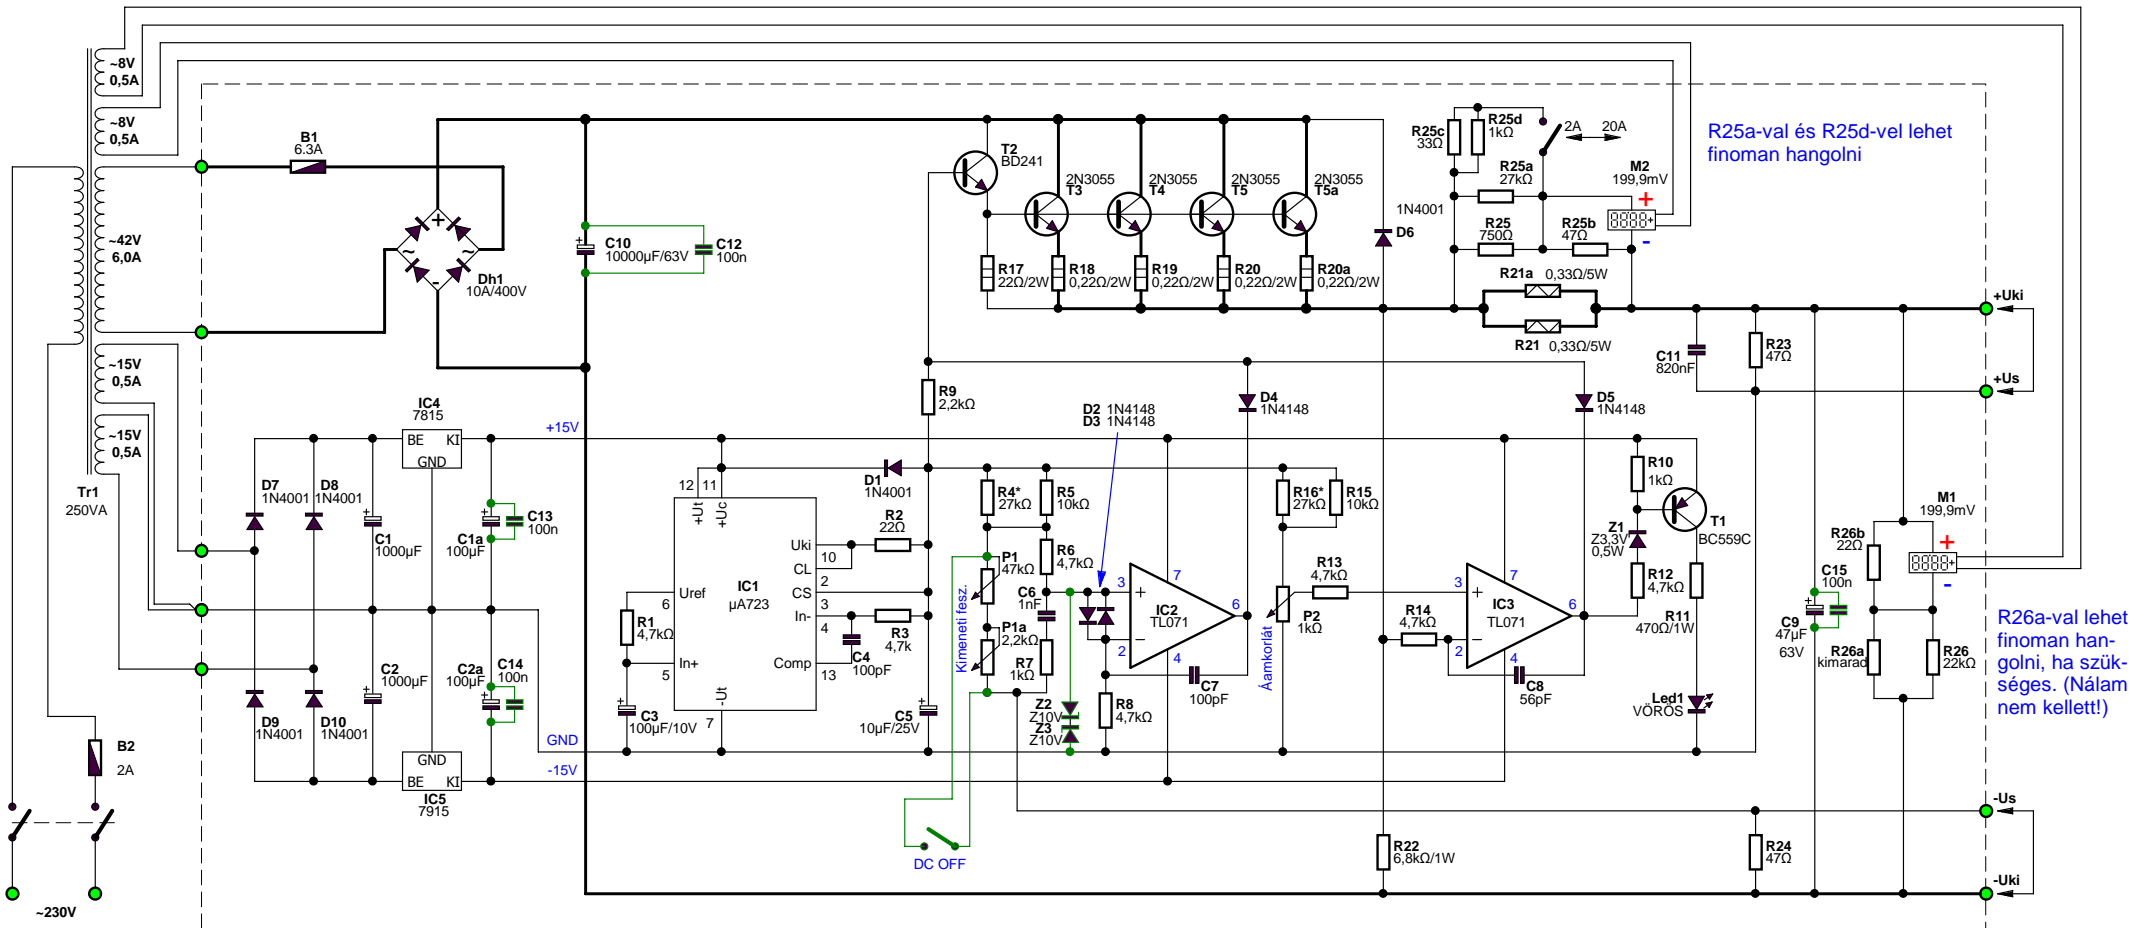 ~8V
0,5A
~8V
0,5A
B1
6.3A
~42V
6,0A
Dh1
10A/400V
+
~
~
-
+
C10
10000µF/63V
C12
100n
T2
BD241
2N3055
T3
2N3055
T4
2N3055
T5
2N3055
T5a
R17
22Ω/2W
R18
0,22Ω/2W
R19
0,22Ω/2W
R20
0,22Ω/2W
R20a
0,22Ω/2W
1N4001
D6
R25c
33Ω
R25d
1kΩ
2A
20A
R25a
27kΩ
M2
199,9mV
+
-
R25
750Ω
R25b
47Ω
R21a
0,33Ω/5W
R21
0,33Ω/5W
R25a-val és R25d-vel lehet
finoman hangolni
+Uki
C11
820nF
R23
47Ω
+Us
~15V
0,5A
~15V
0,5A
Tr1
250VA
IC4
7815
BE
KI
GND
+15V
D7
1N4001
D8
1N4001
+
C1
1000µF
+
C1a
100µF
C13
100n
+
C2
1000µF
+
C2a
100µF
C14
100n
D9
1N4001
D10
1N4001
GND
BE
KI
IC5
7915
GND
-15V
B2
2A
~230V
12
11
+Ut
+Uc
D1
1N4001
R9
2,2kΩ
Uki
10
CL
2
CS
3
In-
4
Comp
13
IC1
µA723
Uref
6
In+
5
-Ut
7
R1
4,7kΩ
R2
22Ω
R3
4,7k
C4
100pF
+
C3
100µF/10V
+
C5
10µF/25V
R4*
27kΩ
R5
10kΩ
P1
47kΩ
P1a
2,2kΩ
Kimeneti fesz.
R6
4,7kΩ
C6
1nF
R7
1kΩ
D2 1N4148
D3 1N4148
Z2
Z10V
Z3
Z10V
3
+
7
IC2
TL071
6
−
2
4
C7
100pF
R8
4,7kΩ
D4
1N4148
R16*
27kΩ
R15
10kΩ
R13
4,7kΩ
P2
1kΩ
Áamkorlát
R14
4,7kΩ
3
+
7
IC3
TL071
6
−
2
4
C8
56pF
D5
1N4148
R10
1kΩ
Z1
Z3,3V
0,5W
T1
BC559C
R12
4,7kΩ
R11
470Ω/1W
Led1
VÖRÖS
M1
199,9mV
+
-
R26b
22Ω
C15
100n
+
C9
47µF
63V
R26a
kimarad
R26
22kΩ
R26a-val lehet
finoman han-
golni, ha szük-
séges. (Nálam
nem kellett!)
DC OFF
R22
6,8kΩ/1W
R24
47Ω
-Us
-Uki